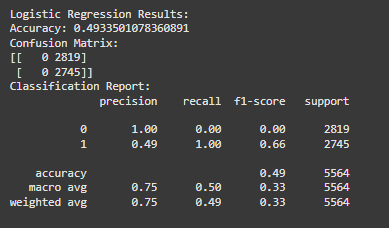 Logistic Regression Results:
Accuracy: 0.4933501078360891
Confusion Matrix:
[[   0 2819]
 [   0 2745]]
Classification Report:
              precision    recall  f1-score   support

           0       1.00      0.00      0.00      2819
           1       0.49      1.00      0.66      2745

    accuracy                           0.49      5564
   macro avg       0.75      0.50      0.33      5564
weighted avg       0.75      0.49      0.33      5564